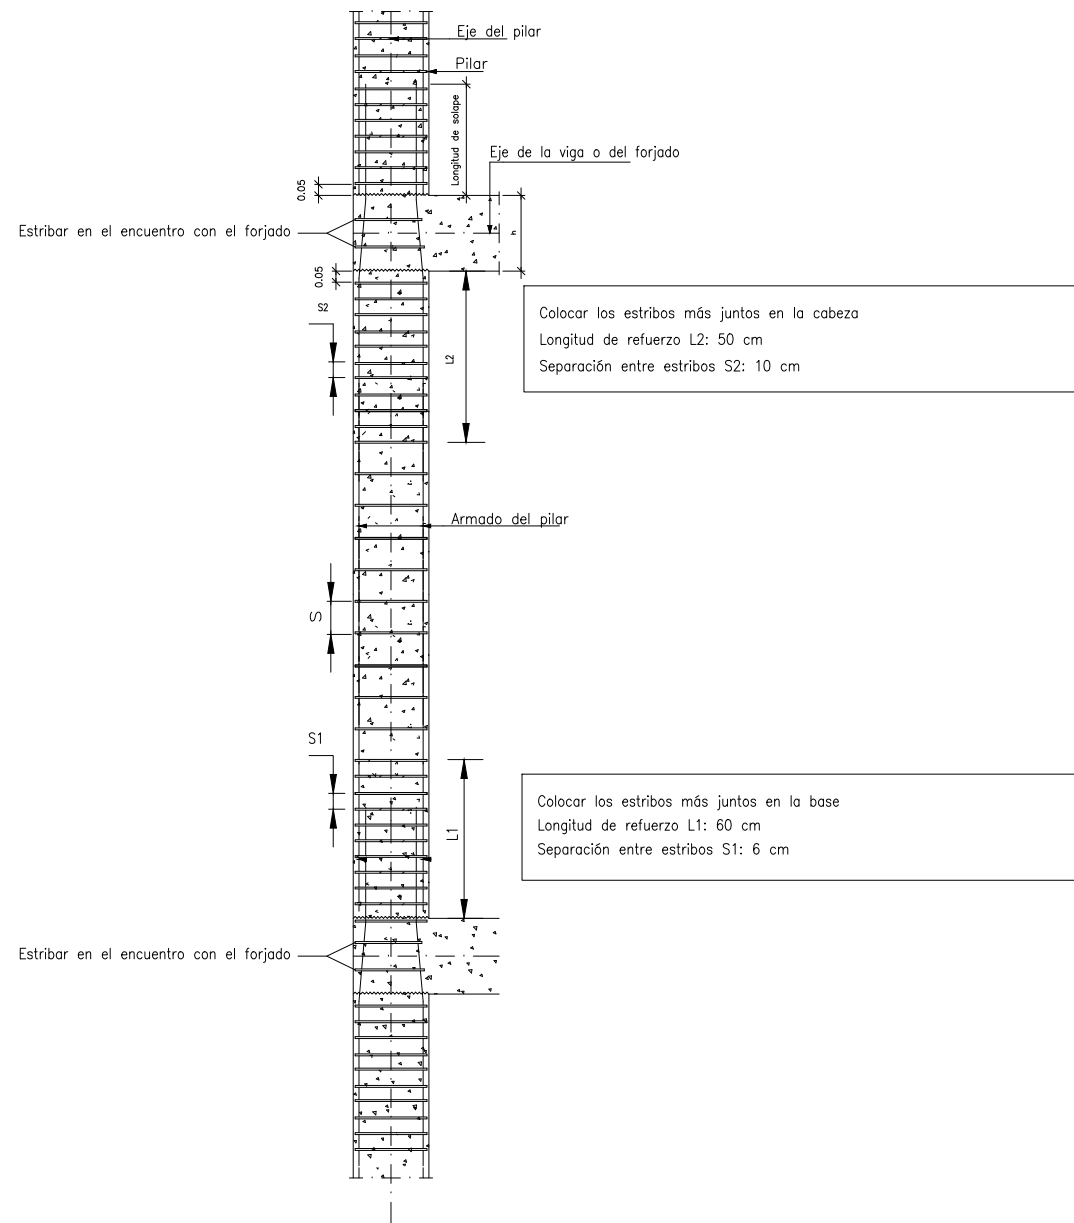 Eje del pilar
Pilar
Longitud de solape
Eje de la viga o del forjado
0.05
Estribar en el encuentro con el forjado
h
0.05
S2
Colocar los estribos más juntos en la cabeza
Longitud de refuerzo L2: 50 cm
Separación entre estribos S2: 10 cm
L2
Armado del pilar
S
S1
Colocar los estribos más juntos en la base
Longitud de refuerzo L1: 60 cm
Separación entre estribos S1: 6 cm
L1
Estribar en el encuentro con el forjado